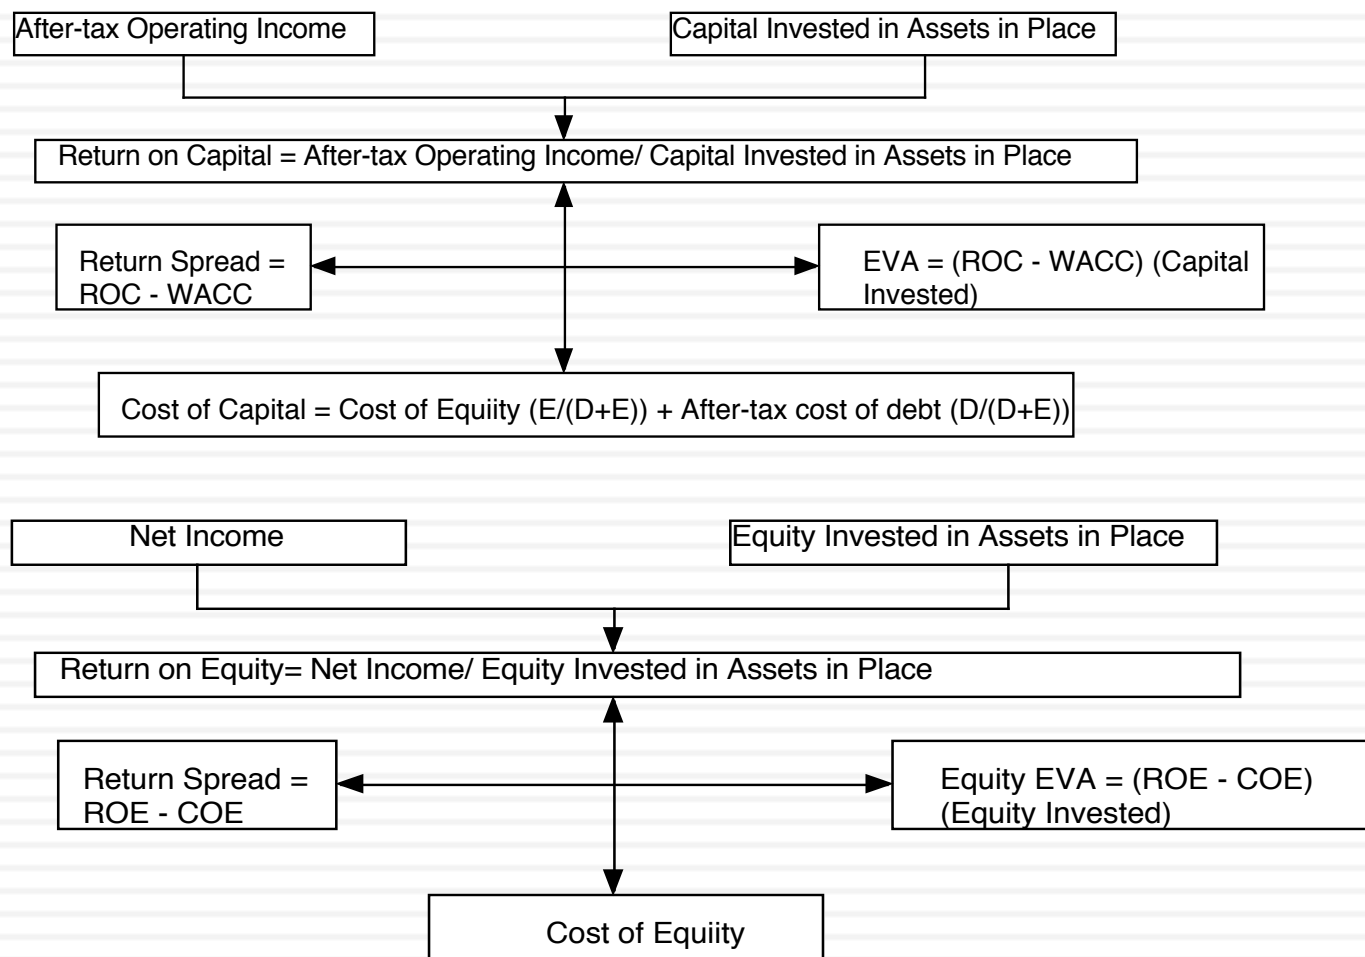 After-tax Operating Income
Capital Invested in Assets in Place
Return on Capital = After-tax Operating Income/ Capital Invested in Assets in Place
Return Spread =
ROC - WACC
EVA = (ROC - WACC) (Capital
Invested)
Cost of Capital = Cost of Equiity (E/(D+E)) + After-tax cost of debt (D/(D+E))
Net Income
Equity Invested in Assets in Place
Return on Equity= Net Income/ Equity Invested in Assets in Place
Return Spread =
ROE - COE
Equity EVA = (ROE - COE)
(Equity Invested)
Cost of Equiity